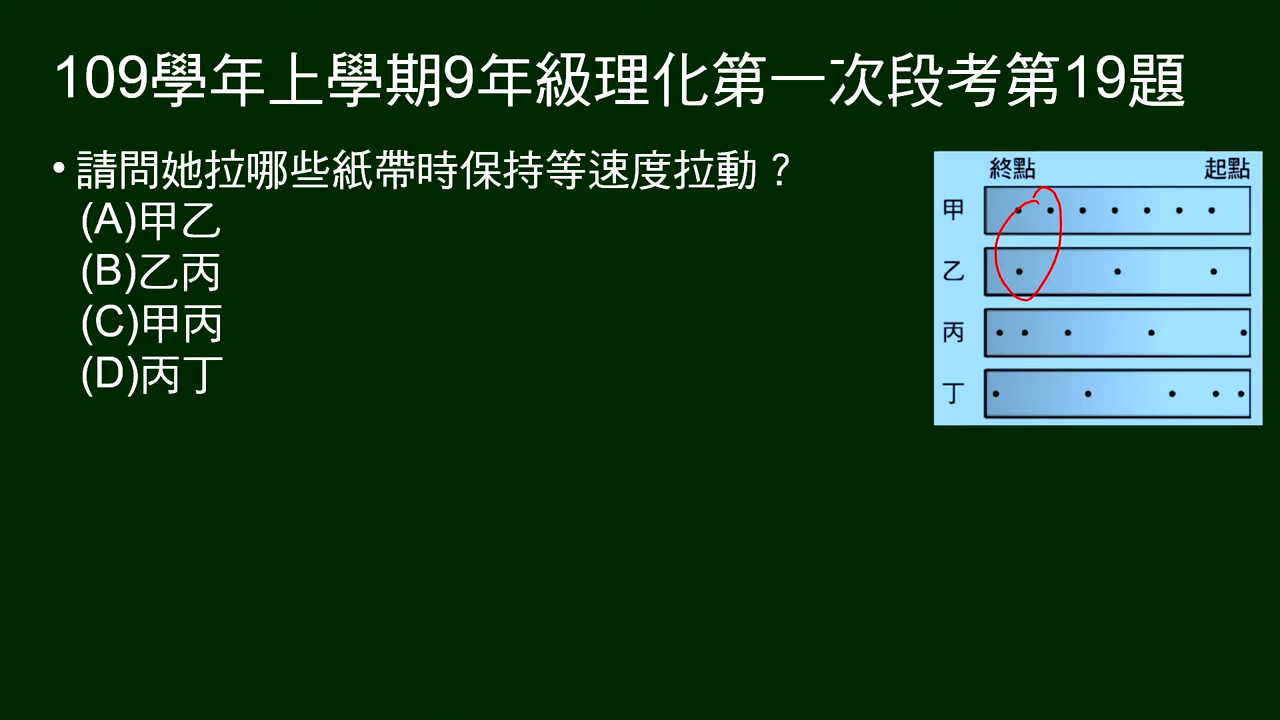 109學年上學期9年級理化第一次段考第19題
• 請問她拉哪些紙帶時保持等速度拉動？
(A)甲乙
(B)乙丙
(C)甲丙
(D)丙丁
終點 起點
甲
乙
丙
丁